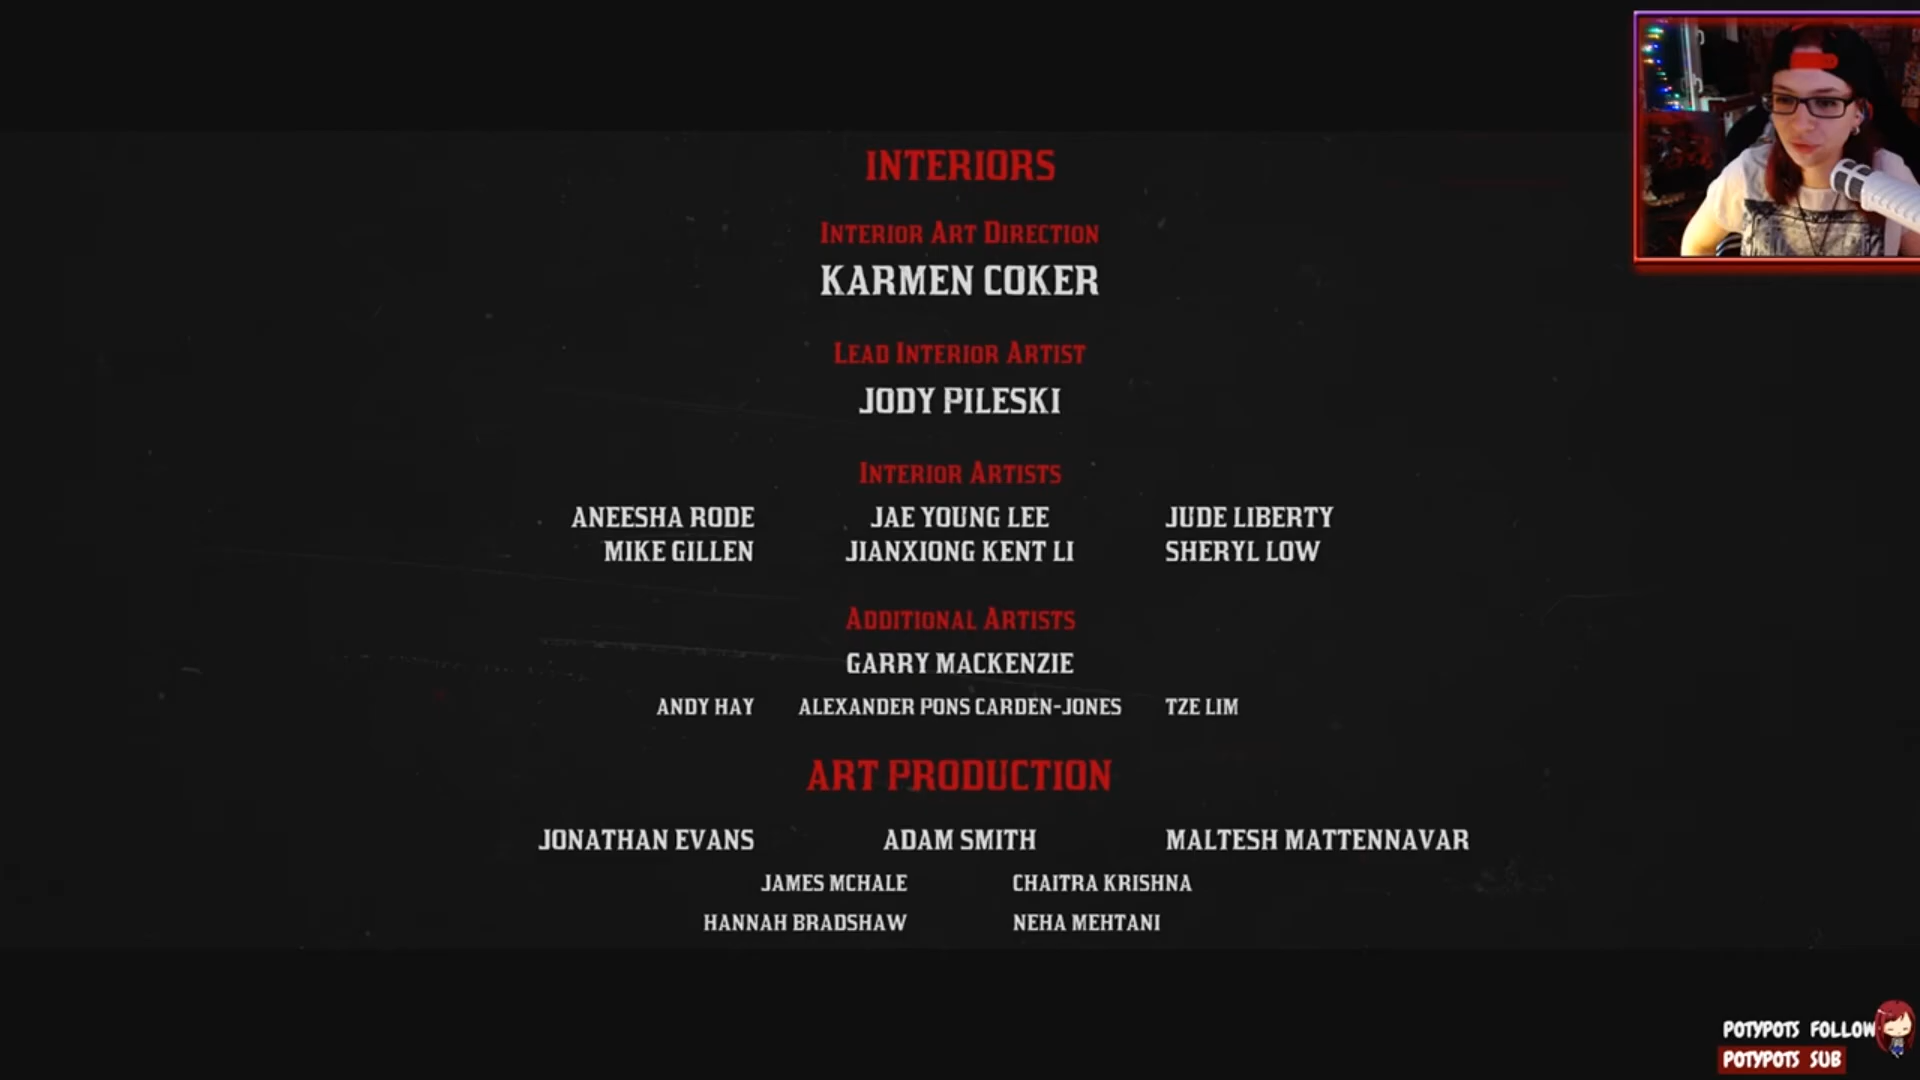 INTERIORS
INTERIOR ART DIRECTION
KARMEN COKER
LEAD INTERIOR ARTIST
JODY PILESKI
INTERIOR ARTISTS
ANEESHA RODE JAE YOUNG LEE JUDE LIBERTY
MIKE GILLEN JIANXIONG KENT LI SHERYL LOW
ADDITIONAL ARTISTS
GARRY MACKENZIE
ANDY HAY ALEXANDER PONS CARDEN-JONES TZE LIM
ART PRODUCTION
JONATHAN EVANS ADAM SMITH MALTESH MATTENNAVAR
JAMES MCHALE CHAITRA KRISHNA
HANNAH BRADSHAW NEHA MEHTANI
POTYPOTS FOLLOW
POTYPOTS SUB